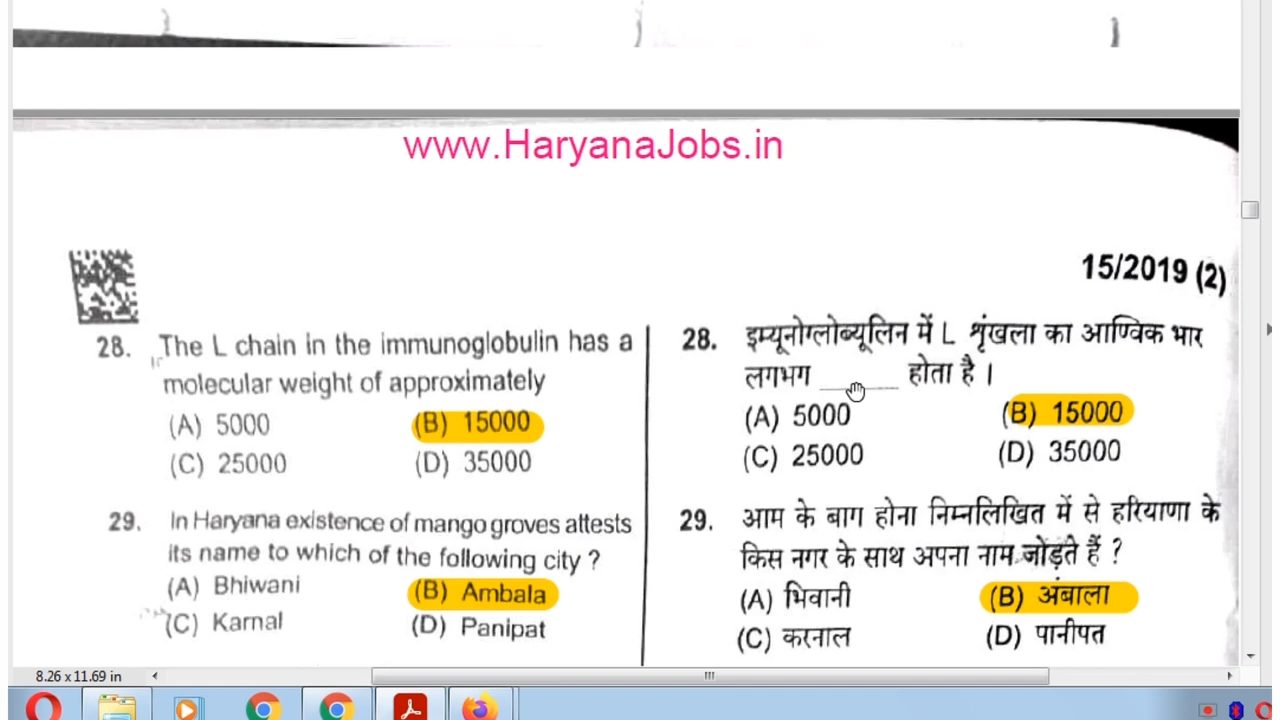 www.HaryanaJobs.in
15/2019 (2)
28. The L chain in the immunoglobulin has a
molecular weight of approximately
(A) 5000 (B) 15000
(C) 25000 (D) 35000
29. In Haryana existence of mango groves attests
its name to which of the following city ?
(A) Bhiwani (B) Ambala
(C) Karnal (D) Panipat
28. इम्यूनोग्लोब्यूलिन में L शृंखला का आण्विक भार
लगभग ______ होता है ।
(A) 5000 (B) 15000
(C) 25000 (D) 35000
29. आम के बाग होना निम्नलिखित में से हरियाणा के
किस नगर के साथ अपना नाम जोड़ते हैं ?
(A) भिवानी (B) अंबाला
(C) करनाल (D) पानीपत
8.26 x 11.69 in